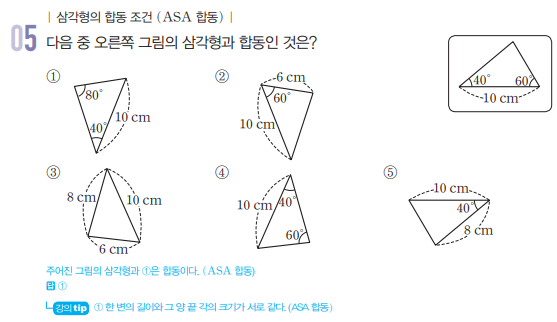 | 삼각형의 합동 조건 (ASA 합동) |
05 다음 중 오른쪽 그림의 삼각형과 합동인 것은?
40° 60°
10 cm
①
80°
40°
10 cm
②
6 cm
60°
10 cm
③
8 cm
10 cm
6 cm
④
10 cm
40°
60°
⑤
10 cm
40°
8 cm
주어진 그림의 삼각형과 ①은 합동이다. (ASA 합동)
답 ①
강의 tip ① 한 변의 길이와 그 양 끝 각의 크기가 서로 같다. (ASA 합동)